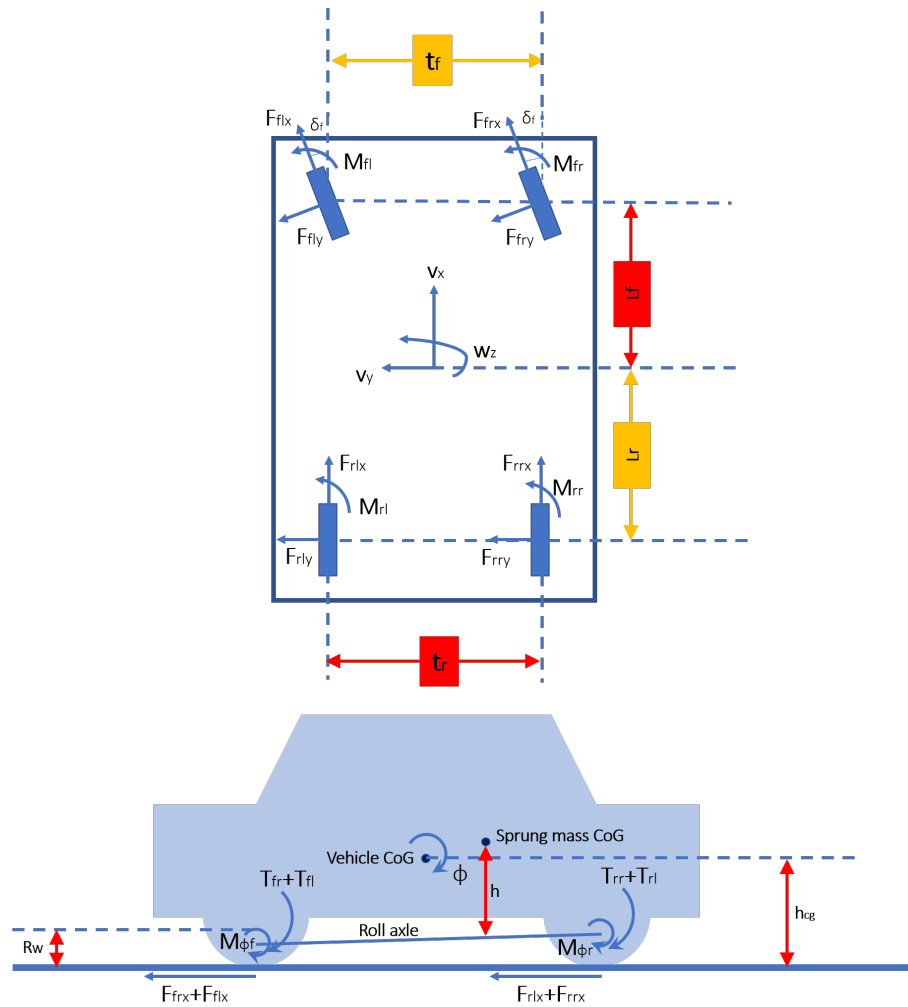 tf
Fflx
δf
Ffrx
δf
Mfl
Mfr
Ffly
Ffry
Lf
vx
wz
vy
Lr
Frlx
Frrx
Mrl
Mrr
Frly
Frry
tr
Sprung mass CoG
Vehicle CoG
ϕ
Tfr+Tfl
h
Trr+Trl
hcg
Rw
Mϕf
Roll axle
Mϕr
Ffrx+Fflx
Frlx+Frrx